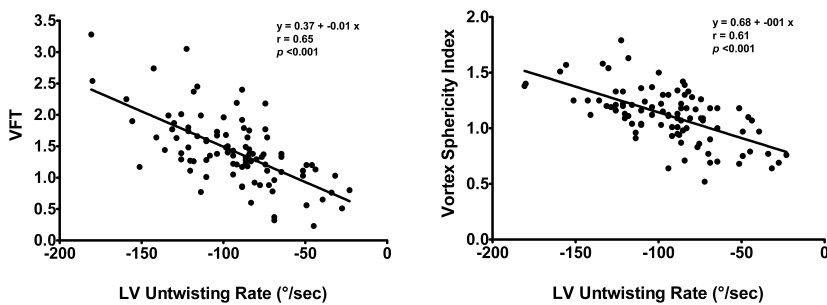 y = 0.37 + -0.01 x
r = 0.65
p <0.001
VFT
3.5
3.0
2.5
2.0
1.5
1.0
0.5
0.0
-200 -150 -100 -50 0
LV Untwisting Rate (°/sec)
y = 0.68 + -001 x
r = 0.61
p <0.001
Vortex Sphericity Index
2.0
1.5
1.0
0.5
0.0
-200 -150 -100 -50 0
LV Untwisting Rate (°/sec)